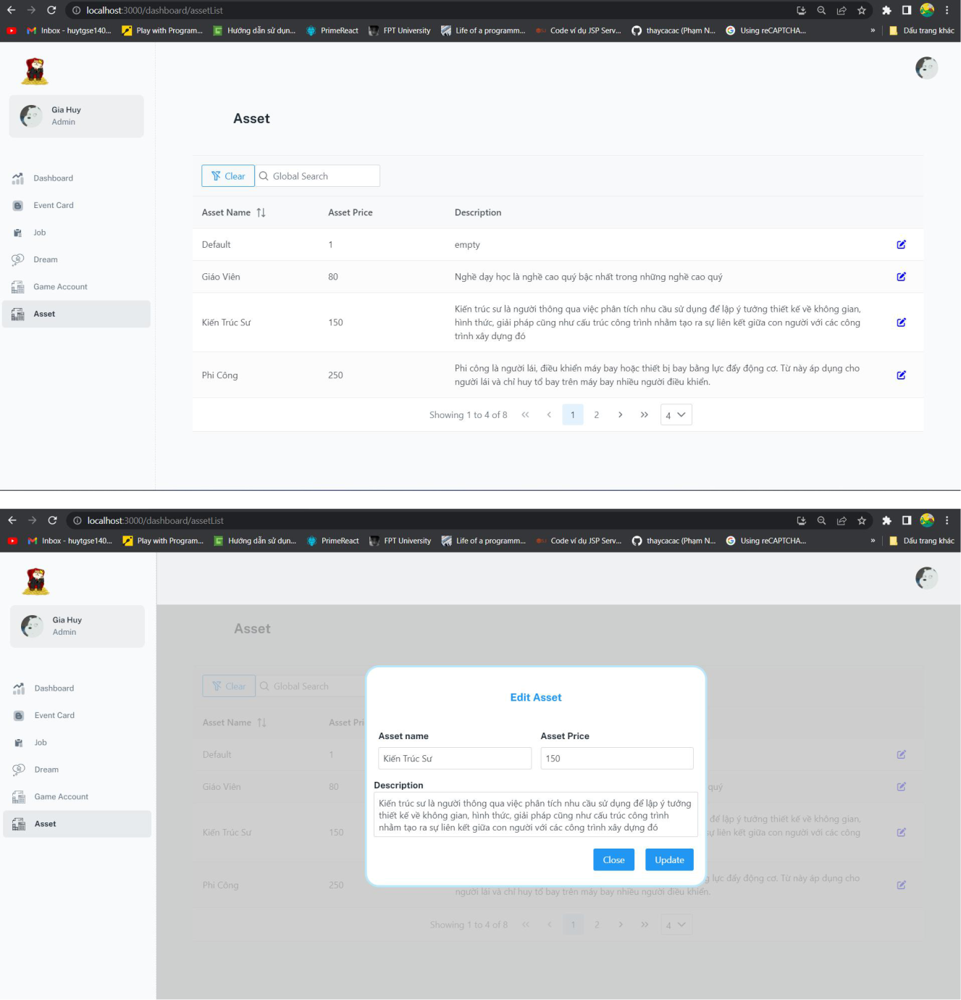 localhost:3000/dashboard/assetList
Inbox - huytgse140... Play with Program... Hướng dẫn sử dụn... PrimeReact FPT University Life of a programm... Code ví dụ JSP Serv... thaycacac (Phạm N... Using reCAPTCHA... » Dấu trang khác
Gia Huy
Admin
Asset
Dashboard
Event Card
Job
Dream
Game Account
Asset
Clear Global Search
Asset Name Asset Price Description
Default 1 empty
Giáo Viên 80 Nghề dạy học là nghề cao quý bậc nhất trong những nghề cao quý
Kiến Trúc Sư 150 Kiến trúc sư là người thông qua việc phân tích nhu cầu sử dụng để lập ý tưởng thiết kế về không gian,
hình thức, giải pháp cũng như cấu trúc công trình nhằm tạo ra sự liên kết giữa con người với các công
trình xây dựng đó
Phi Công 250 Phi công là người lái, điều khiển máy bay hoặc thiết bị bay bằng lực đẩy động cơ. Từ này áp dụng cho
người lái và chỉ huy tổ bay trên máy bay nhiều người điều khiển.
Showing 1 to 4 of 8 « ‹ 1 2 › » 4
localhost:3000/dashboard/assetList
Inbox - huytgse140... Play with Program... Hướng dẫn sử dụn... PrimeReact FPT University Life of a programm... Code ví dụ JSP Serv... thaycacac (Phạm N... Using reCAPTCHA... » Dấu trang khác
Gia Huy
Admin
Asset
Dashboard
Event Card
Job
Dream
Game Account
Asset
Clear Global Search
Asset Name Asset Pri
Default 1
Giáo Viên 80 quý
Kiến Trúc Sư 150 để lập ý tưởng thiết kế về không gian,
sự liên kết giữa con người với các công
Phi Công 250 lực đẩy động cơ. Từ này áp dụng cho
người lái và chỉ huy tổ bay trên máy bay nhiều người điều khiển.
Showing 1 to 4 of 8 « ‹ 1 2 › » 4
Edit Asset
Asset name Asset Price
Kiến Trúc Sư 150
Description
Kiến trúc sư là người thông qua việc phân tích nhu cầu sử dụng để lập ý tưởng
thiết kế về không gian, hình thức, giải pháp cũng như cấu trúc công trình
nhằm tạo ra sự liên kết giữa con người với các công trình xây dựng đó
Close Update